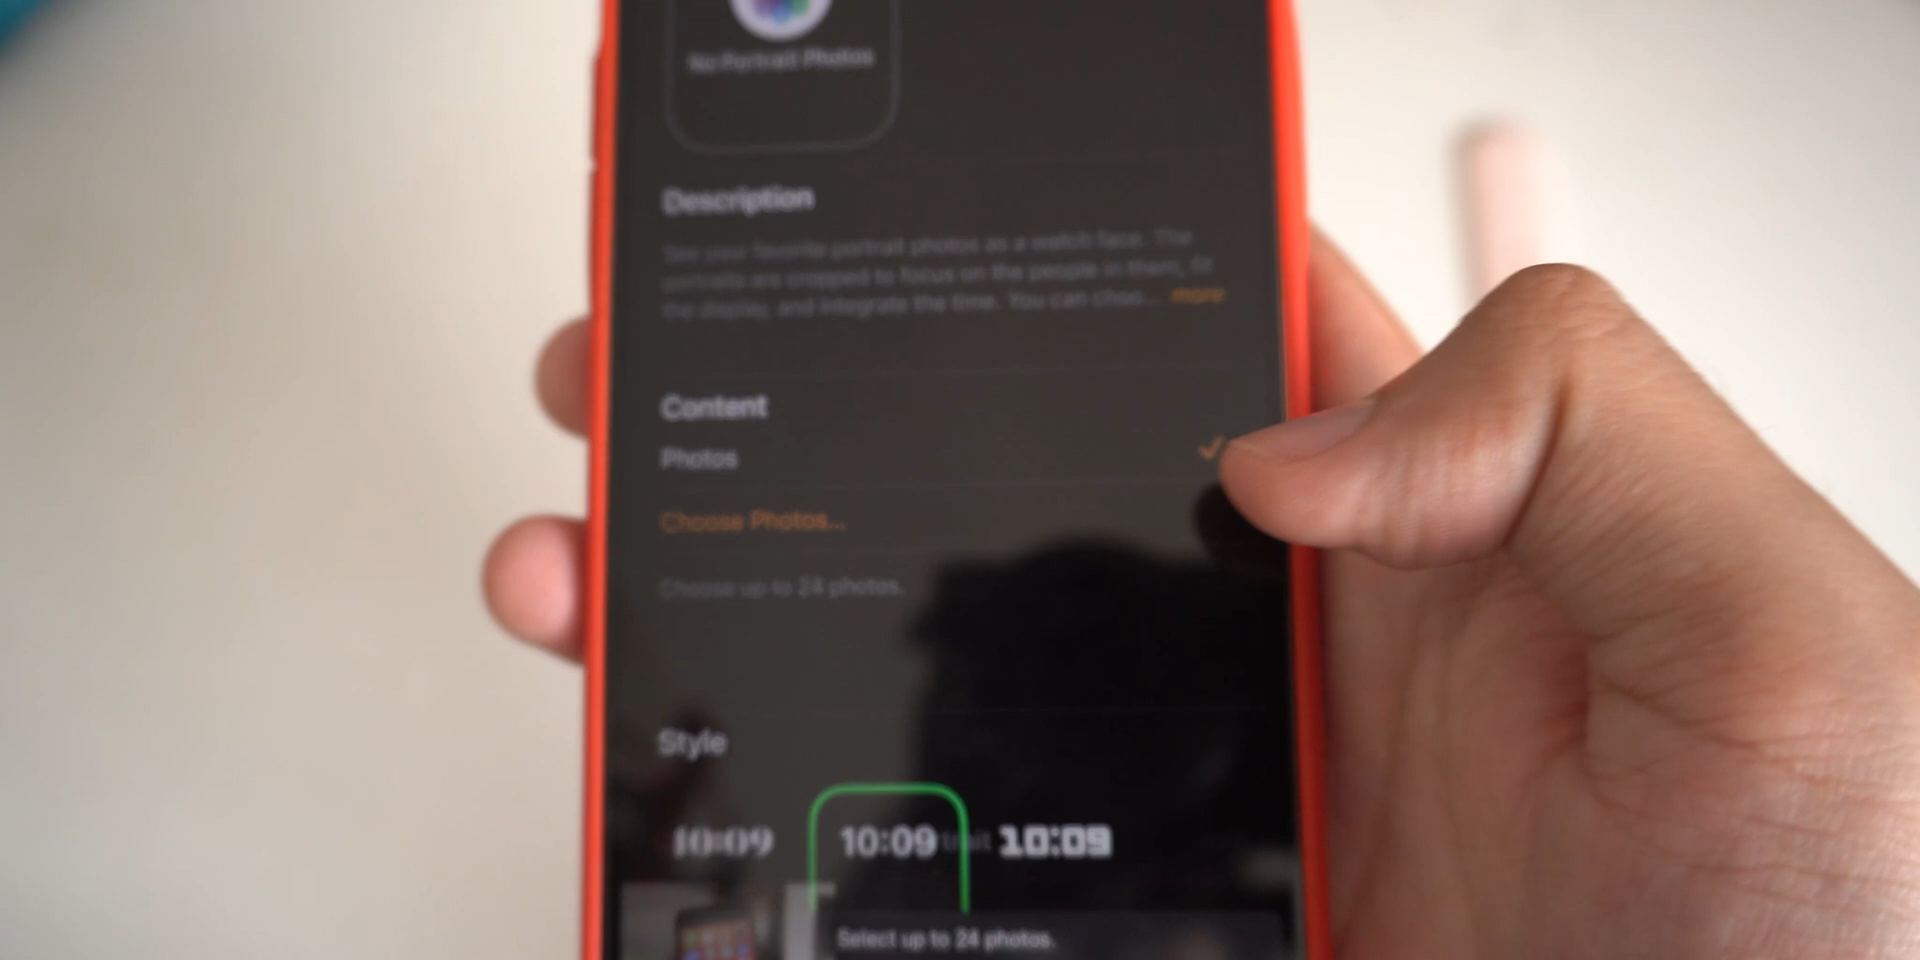 No Portrait Photos
Description
See your favorite portrait photos as a watch face. The
portraits are cropped to focus on the people in them, fit
the display, and integrate the time. You can choo... more
Content
Photos
Choose Photos...
Choose up to 24 photos.
Style
10:09 10:09 10:09
Select up to 24 photos.